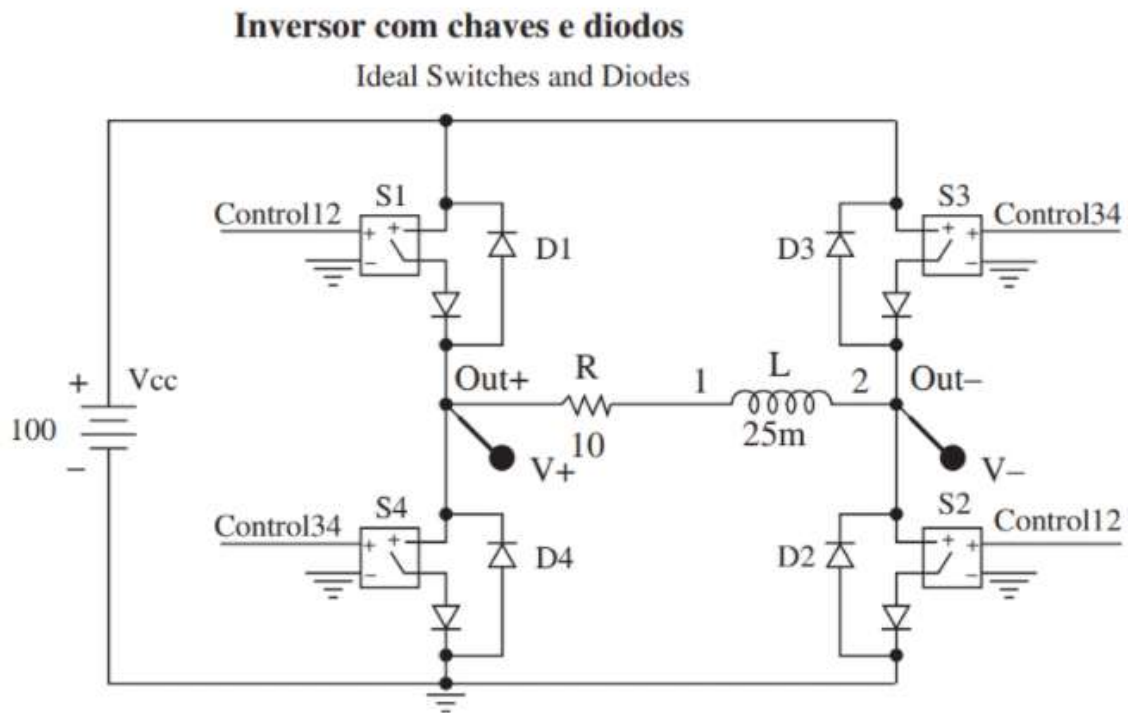 Inversor com chaves e diodos
Ideal Switches and Diodes
S1
S3
Control12
Control34
+
+
+
+
D1
D3
−
−
+
Vcc
Out+
R
1
L
2
Out−
100
10
25m
−
V+
V−
S4
S2
Control34
Control12
+
+
+
+
D4
D2
−
−